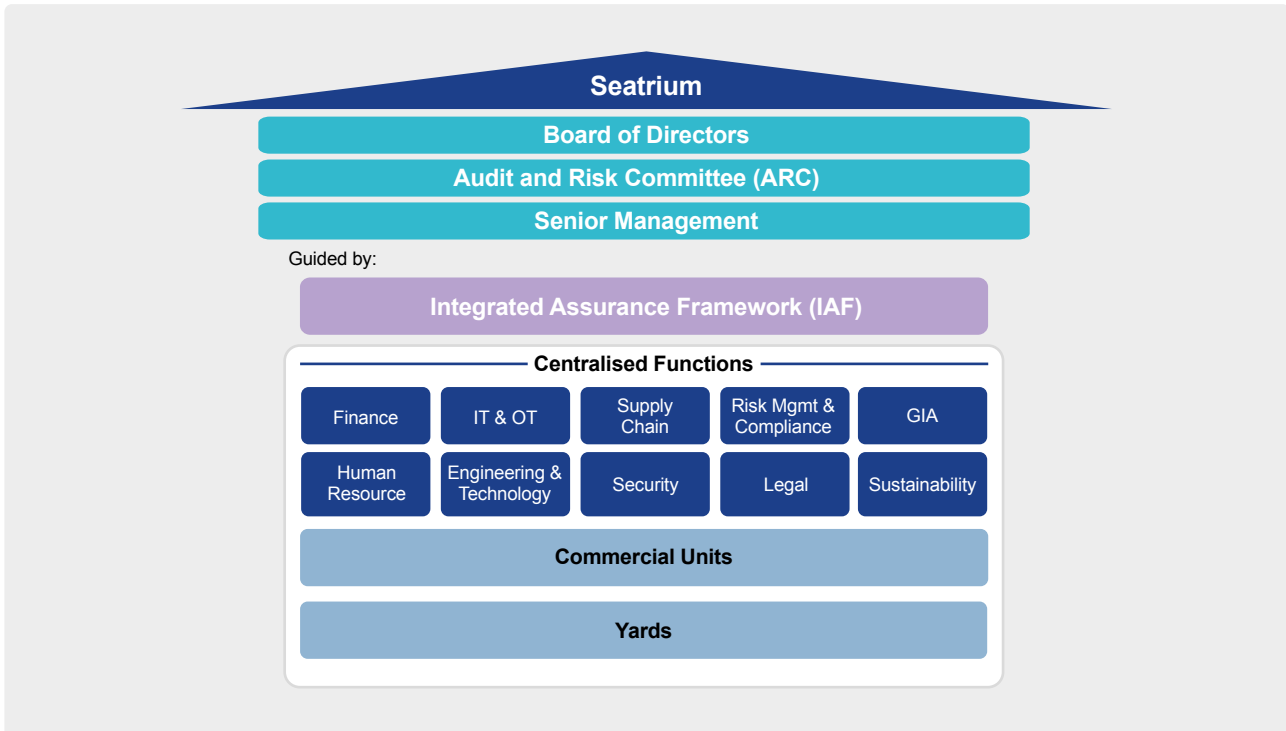 Seatrium
Board of Directors
Audit and Risk Committee (ARC)
Senior Management
Guided by:
Integrated Assurance Framework (IAF)
Centralised Functions
Finance
IT & OT
Supply
Chain
Risk Mgmt &
Compliance
GIA
Human
Resource
Engineering &
Technology
Security
Legal
Sustainability
Commercial Units
Yards